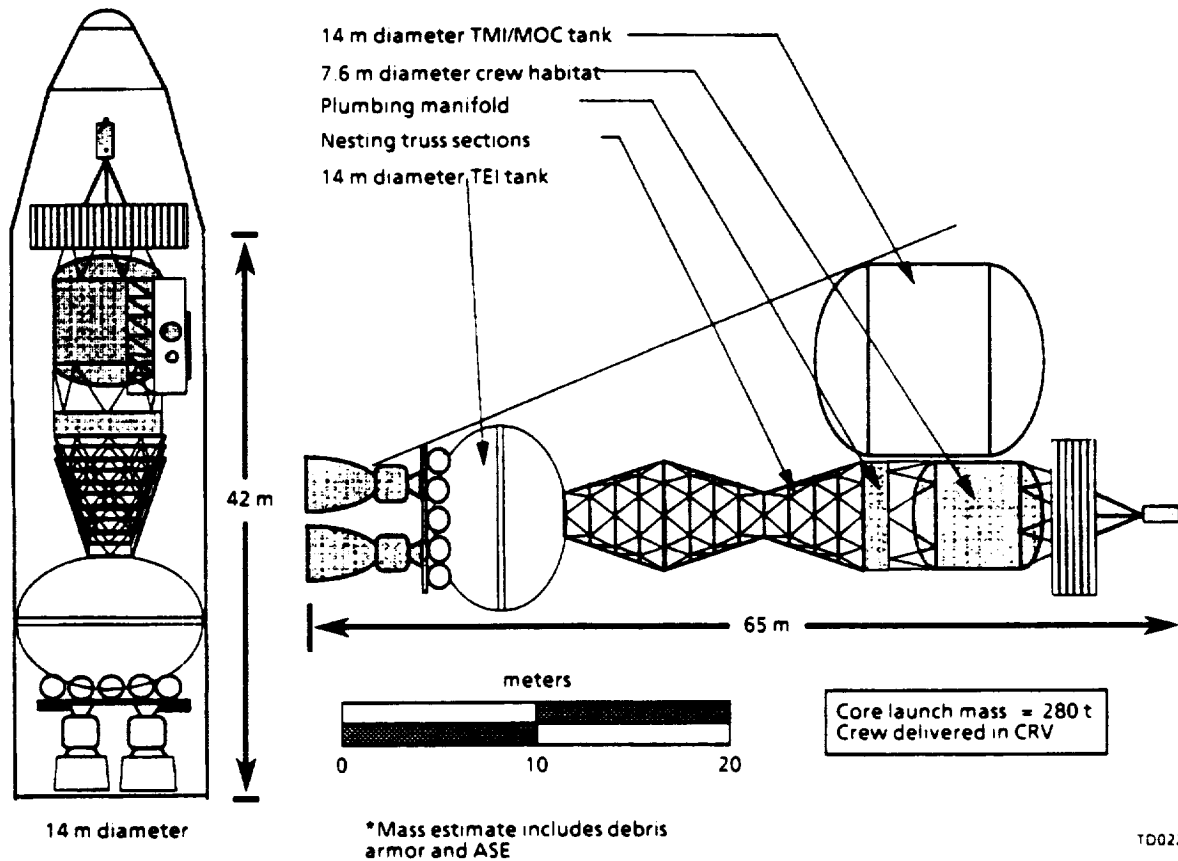 14 m diameter TMI/MOC tank
7.6 m diameter crew habitat
Plumbing manifold
Nesting truss sections
14 m diameter TEI tank
42 m
65 m
meters
0 10 20
Core launch mass = 280 t
Crew delivered in CRV
14 m diameter
*Mass estimate includes debris
armor and ASE